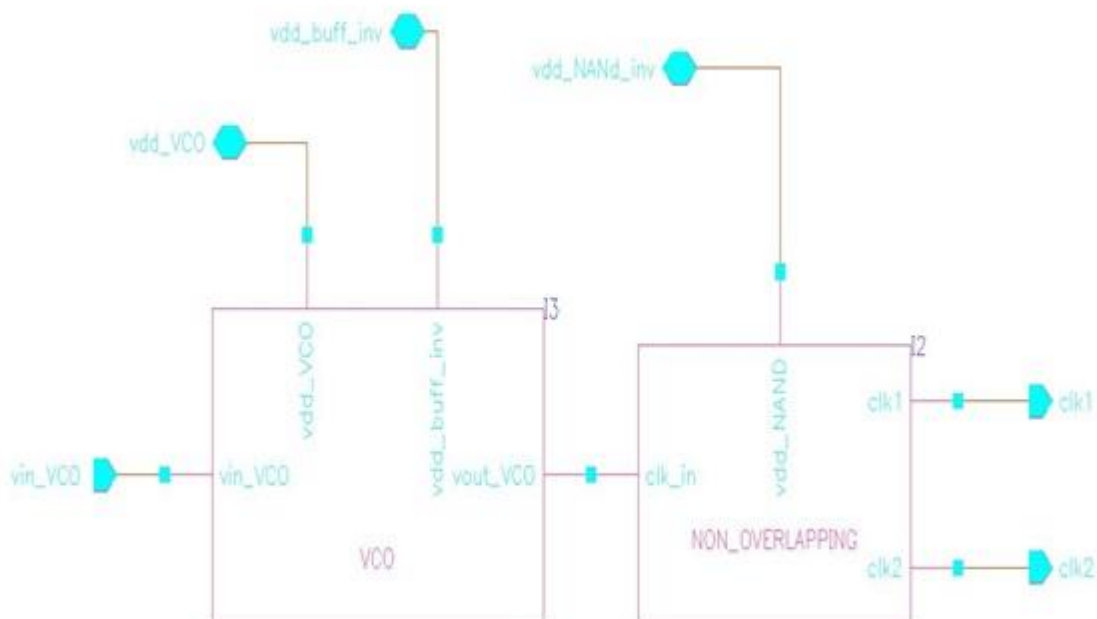 vdd_buff_inv
vdd_NANd_inv
vdd_VCO
I3
I2
vdd_VCO
vdd_buff_inv
vdd_NAND
clk1
clk1
vin_VCO
vin_VCO
vout_VCO
clk_in
NON_OVERLAPPING
VCO
clk2
clk2